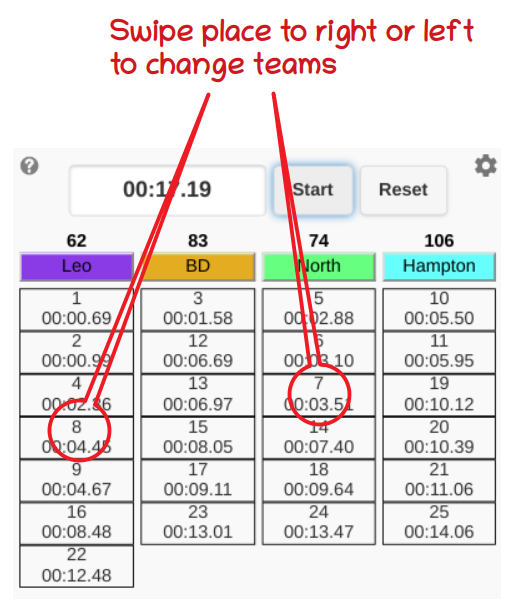 Swipe place to right or left
to change teams
?
00:17.19 Start Reset
62 83 74 106
Leo BD North Hampton
1 3 5 10
00:00.69 00:01.58 00:02.88 00:05.50
2 12 6 11
00:00.99 00:06.69 00:03.10 00:05.95
4 13 7 19
00:02.36 00:06.97 00:03.51 00:10.12
8 15 14 20
00:04.45 00:08.05 00:07.40 00:10.39
9 17 18 21
00:04.67 00:09.11 00:09.64 00:11.06
16 23 24 25
00:08.48 00:13.01 00:13.47 00:14.06
22
00:12.48